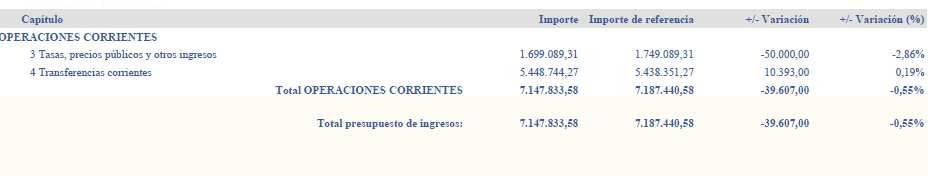 Capítulo Importe Importe de referencia +/- Variación +/- Variación (%)
OPERACIONES CORRIENTES
3 Tasas, precios públicos y otros ingresos 1.699.089,31 1.749.089,31 -50.000,00 -2,86%
4 Transferencias corrientes 5.448.744,27 5.438.351,27 10.393,00 0,19%
Total OPERACIONES CORRIENTES 7.147.833,58 7.187.440,58 -39.607,00 -0,55%
Total presupuesto de ingresos: 7.147.833,58 7.187.440,58 -39.607,00 -0,55%